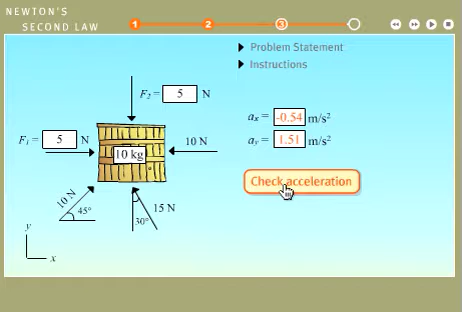 NEWTON'S
SECOND LAW
1 2 3
Problem Statement
Instructions
F₂ = 5 N
aₓ = -0.54 m/s²
F₁ = 5 N
10 N
aᵧ = 1.51 m/s²
10 kg
Check acceleration
10 N
45°
15 N
30°
y
x